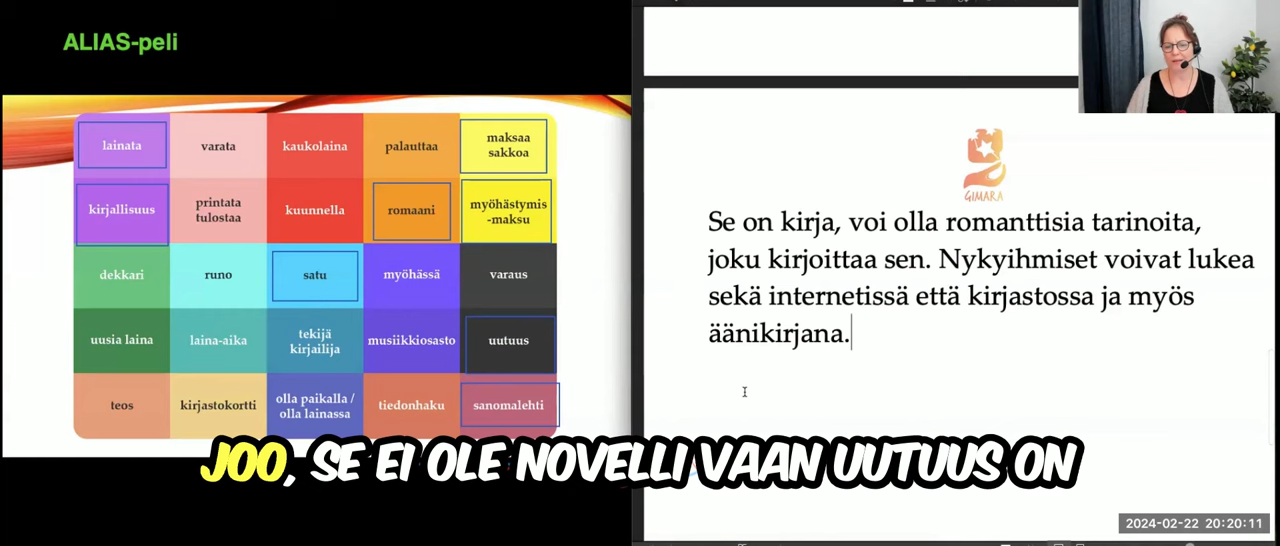 ALIAS-peli
lainata
varata
kaukolaina
palauttaa
maksaa
sakkoa
kirjallisuus
printata
tulostaa
kuunnella
romaani
myöhästymis
-maksu
dekkari
runo
satu
myöhässä
varaus
uusia laina
laina-aika
tekijä
kirjailija
musiikkiosasto
uutuus
teos
kirjastokortti
olla paikalla /
olla lainassa
tiedonhaku
sanomalehti
GIMARA
Se on kirja, voi olla romanttisia tarinoita,
joku kirjoittaa sen. Nykyihmiset voivat lukea
sekä internetissä että kirjastossa ja myös
äänikirjana.
JOO, SE EI OLE NOVELLI VAAN UUTUUS ON
2024-02-22 20:20:11